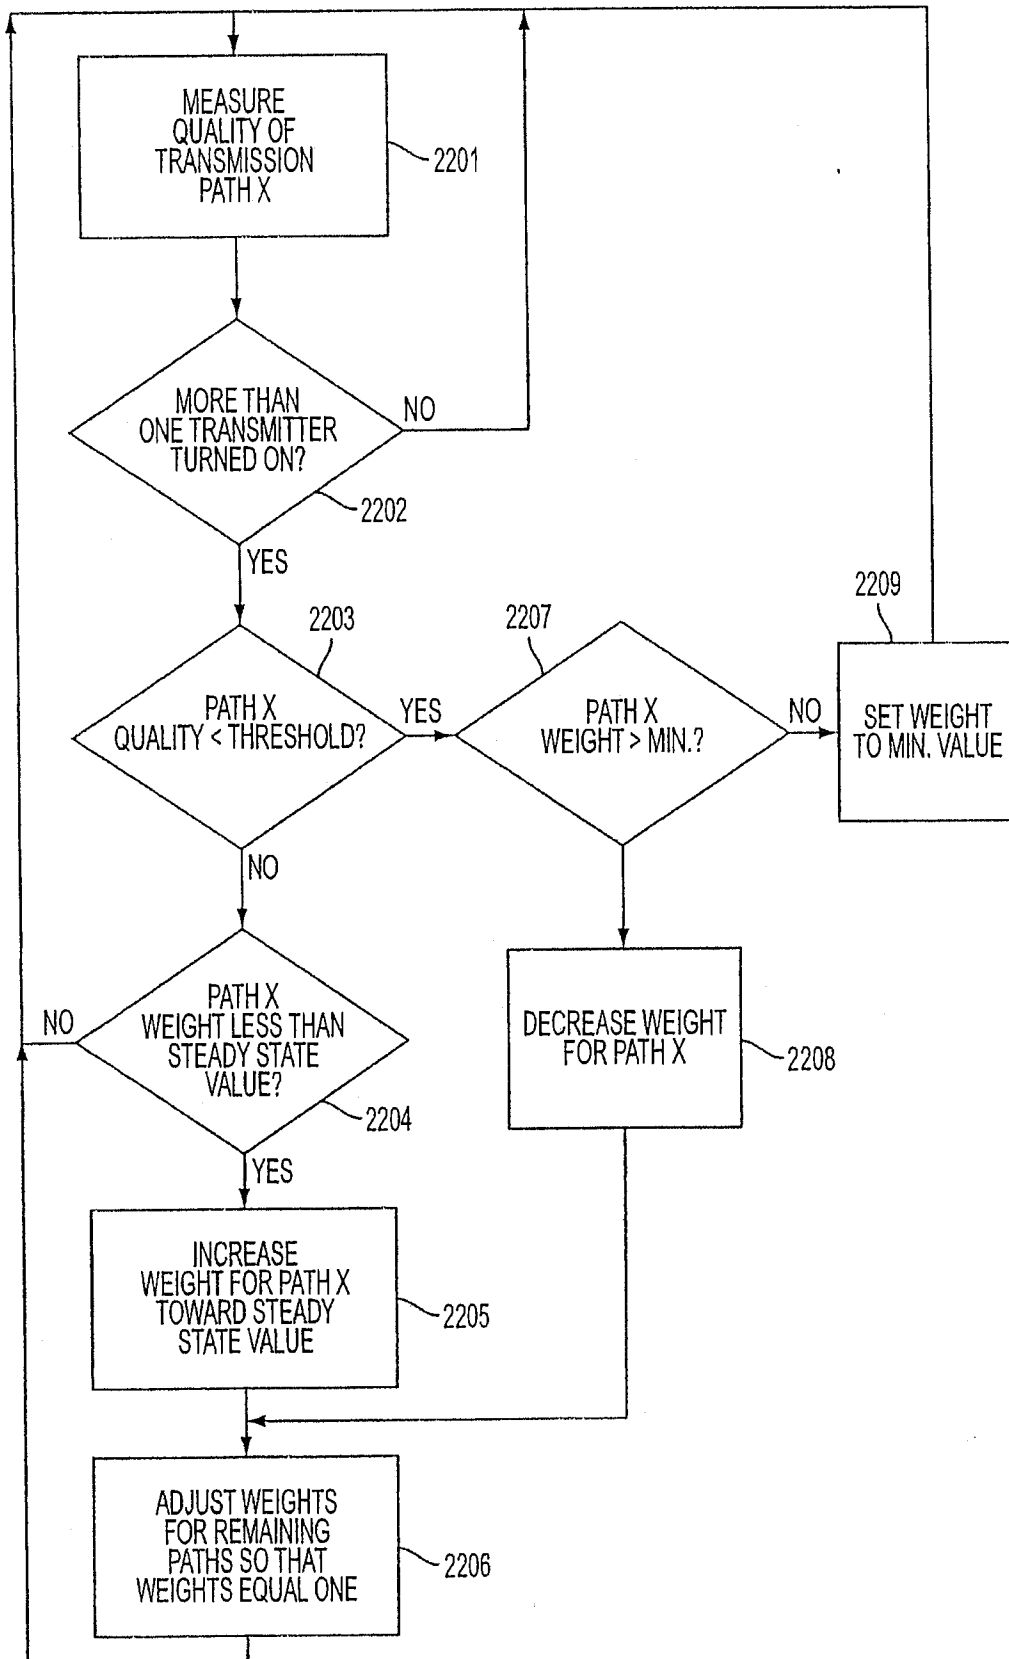 MEASURE
QUALITY OF
TRANSMISSION
PATH X
2201
MORE THAN
ONE TRANSMITTER
TURNED ON?
NO
2202
YES
2203
PATH X
QUALITY < THRESHOLD?
YES
2207
PATH X
WEIGHT > MIN.?
NO
2209
SET WEIGHT
TO MIN. VALUE
NO
PATH X
WEIGHT LESS THAN
STEADY STATE
VALUE?
NO
2204
DECREASE WEIGHT
FOR PATH X
2208
YES
INCREASE
WEIGHT FOR PATH X
TOWARD STEADY
STATE VALUE
2205
ADJUST WEIGHTS
FOR REMAINING
PATHS SO THAT
WEIGHTS EQUAL ONE
2206